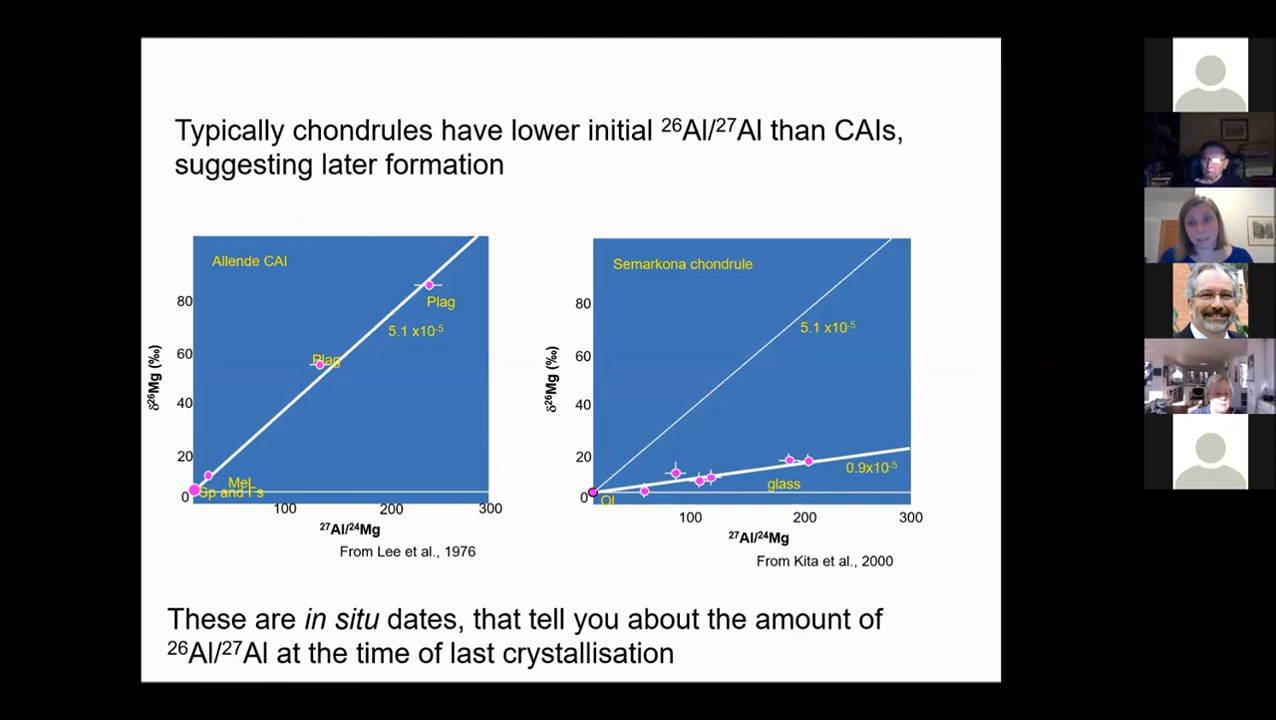 Typically chondrules have lower initial ²⁶Al/²⁷Al than CAIs,
suggesting later formation
Allende CAI
80
60
40
20
0
δ²⁶Mg (‰)
Plag
5.1 x10⁻⁵
Plag
Mel
Sp and
100
200
300
²⁷Al/²⁴Mg
From Lee et al., 1976
Semarkona chondrule
80
60
40
20
0
δ²⁶Mg (‰)
5.1 x10⁻⁵
0.9x10⁻⁵
glass
Ol
100
200
300
²⁷Al/²⁴Mg
From Kita et al., 2000
These are in situ dates, that tell you about the amount of
²⁶Al/²⁷Al at the time of last crystallisation